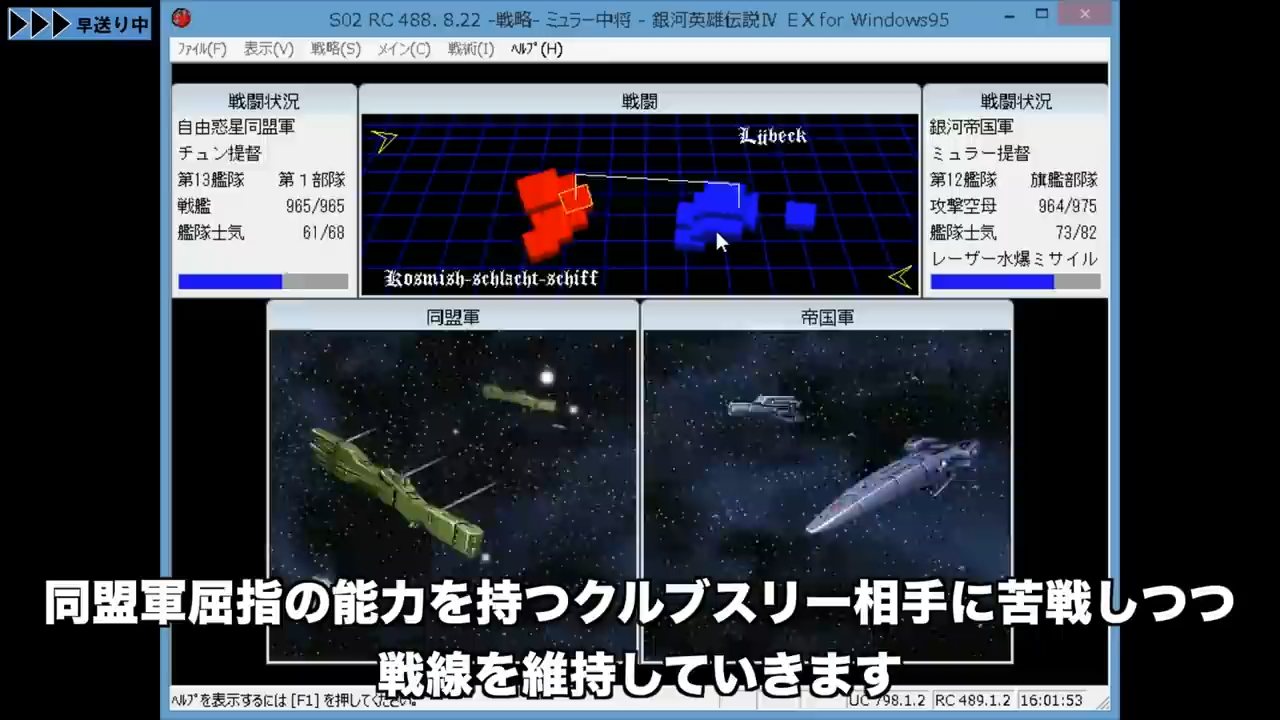 早送り中
S02 RC 488. 8.22 -戦略- ミュラー中将 - 銀河英雄伝説Ⅳ EX for Windows95
ﾌｧｲﾙ(F) 表示(V) 戦略(S) メイン(C) 戦術(I) ﾍﾙﾌﾟ(H)
戦闘状況
自由惑星同盟軍
チュン提督
第13艦隊 第１部隊
戦艦 965/965
艦隊士気 61/68
戦闘
Lübeck
Kosmish-schlacht-schiff
戦闘状況
銀河帝国軍
ミュラー提督
第12艦隊 旗艦部隊
攻撃空母 964/975
艦隊士気 73/82
レーザー水爆ミサイル
同盟軍
帝国軍
同盟軍屈指の能力を持つクルブスリー相手に苦戦しつつ
戦線を維持していきます
ﾍﾙﾌﾟを表示するには [F1] を押してください。
UC 798.1.2 RC 489.1.2 16:01:53